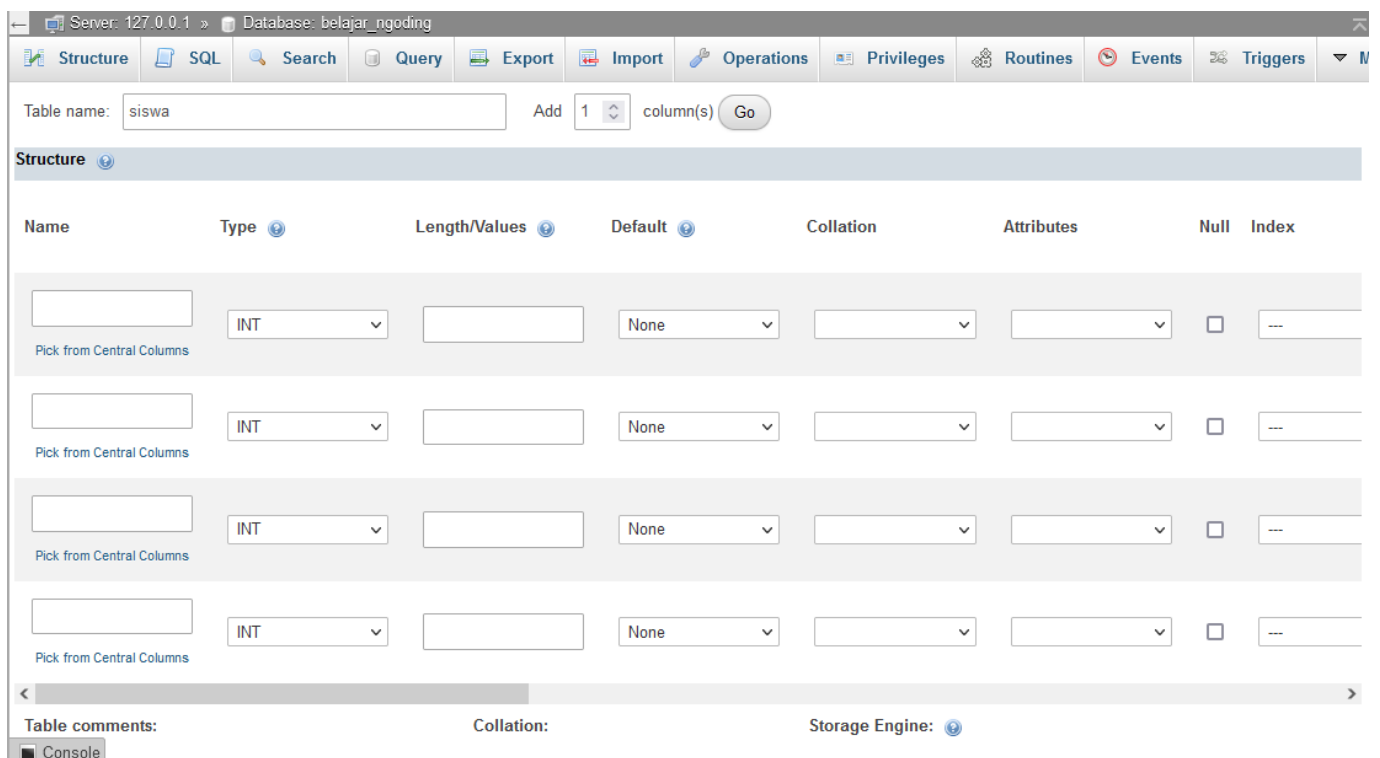 Server: 127.0.0.1 » Database: belajar_ngoding
Structure SQL Search Query Export Import Operations Privileges Routines Events Triggers M
Table name: siswa Add 1 column(s) Go
Structure
Name Type Length/Values Default Collation Attributes Null Index
INT None ---
Pick from Central Columns
INT None ---
Pick from Central Columns
INT None ---
Pick from Central Columns
INT None ---
Pick from Central Columns
Table comments: Collation: Storage Engine:
Console